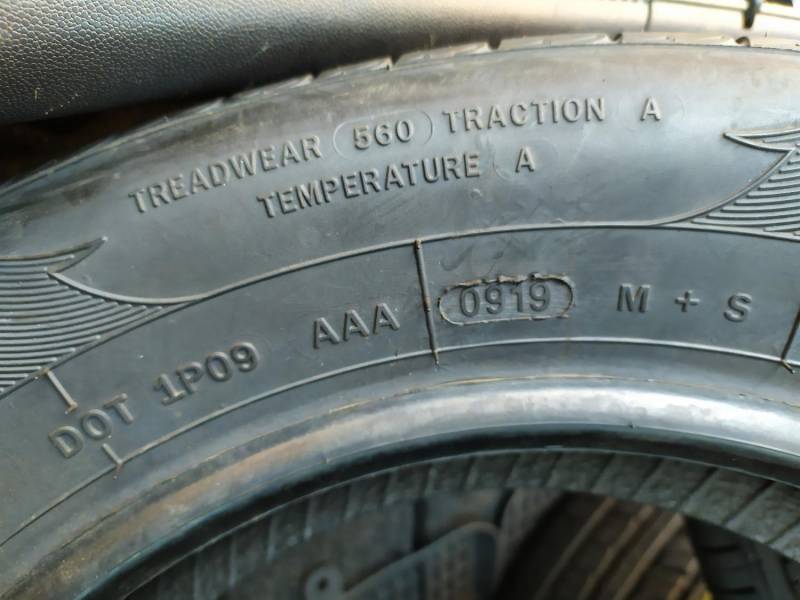 TREADWEAR 560 TRACTION A
TEMPERATURE A
DOT 1P09 AAA 0919 M + S